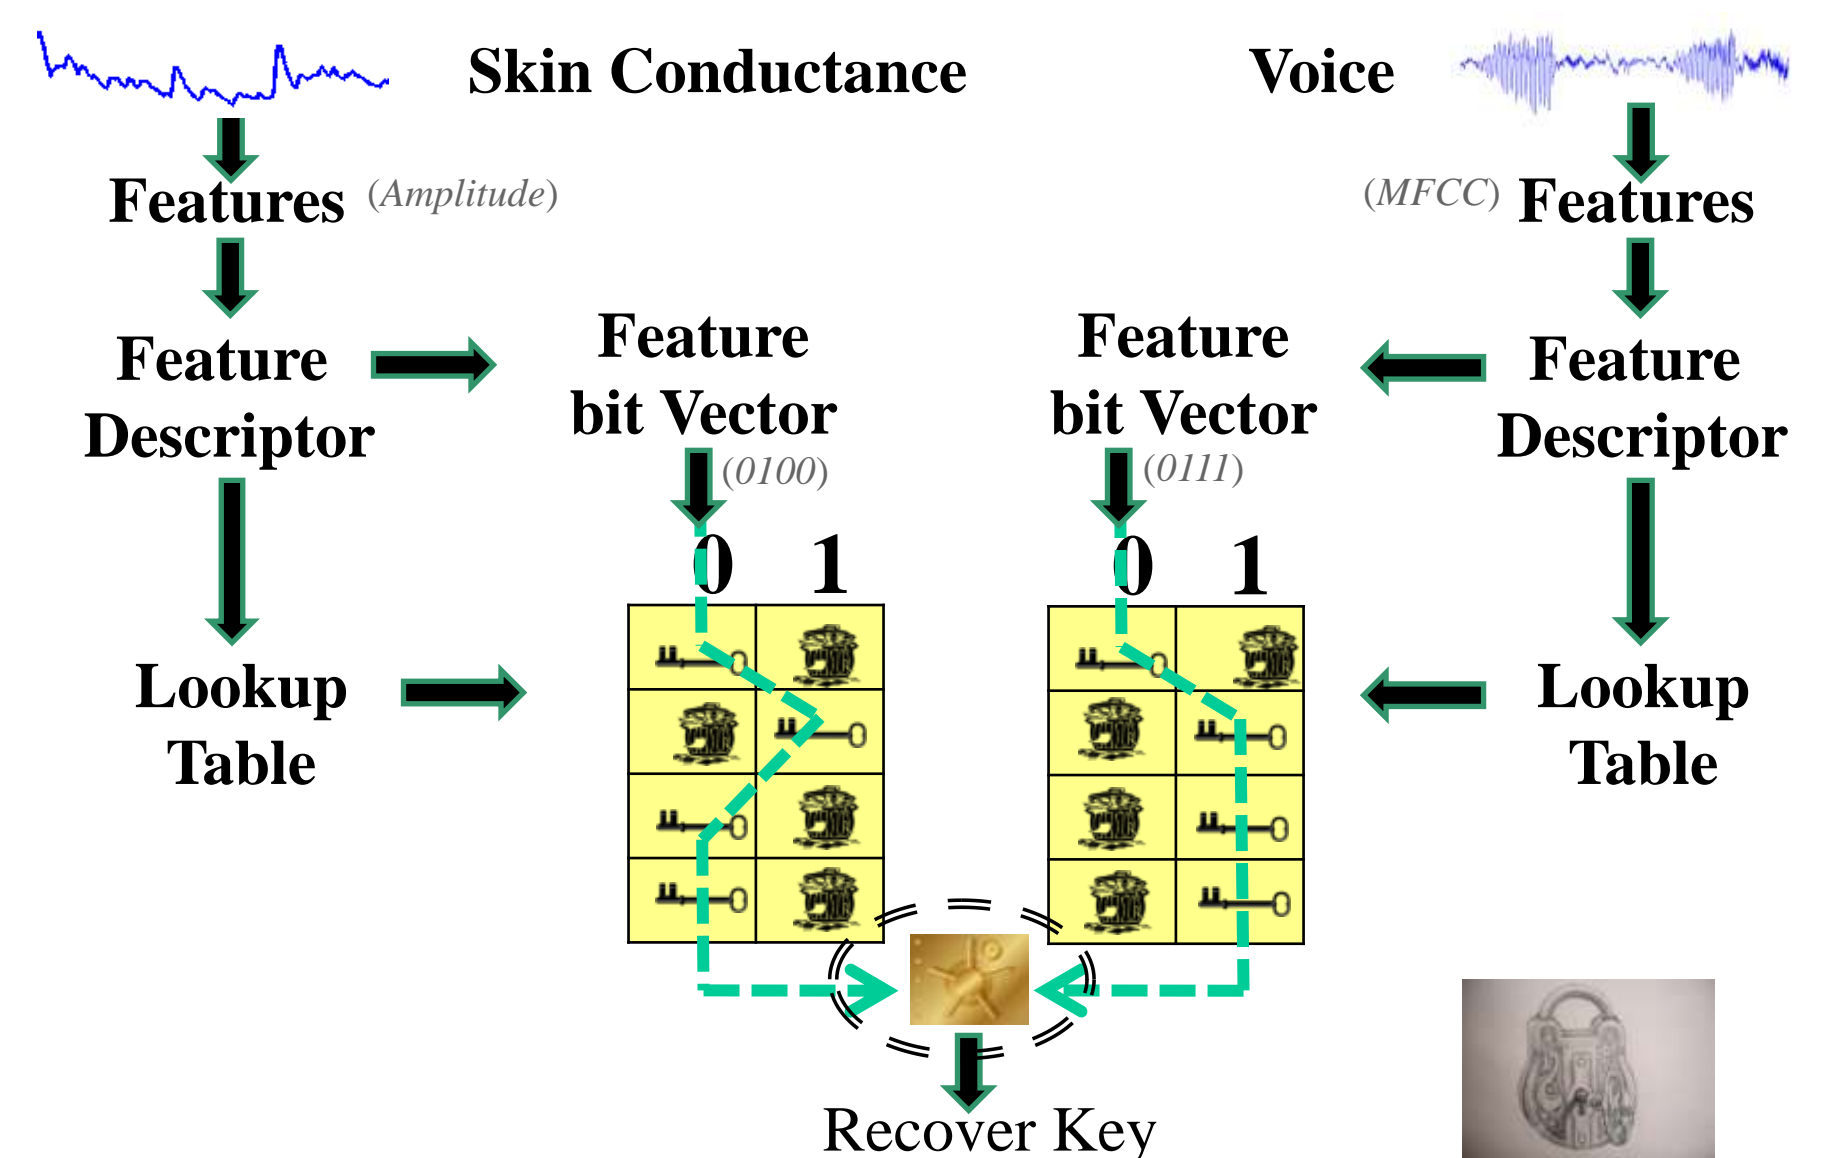 Skin Conductance
Voice
Features (Amplitude)
(MFCC) Features
Feature
Descriptor
Feature
bit Vector
(0100)
Feature
bit Vector
(0111)
Feature
Descriptor
0 1
0 1
Lookup
Table
Lookup
Table
Recover Key